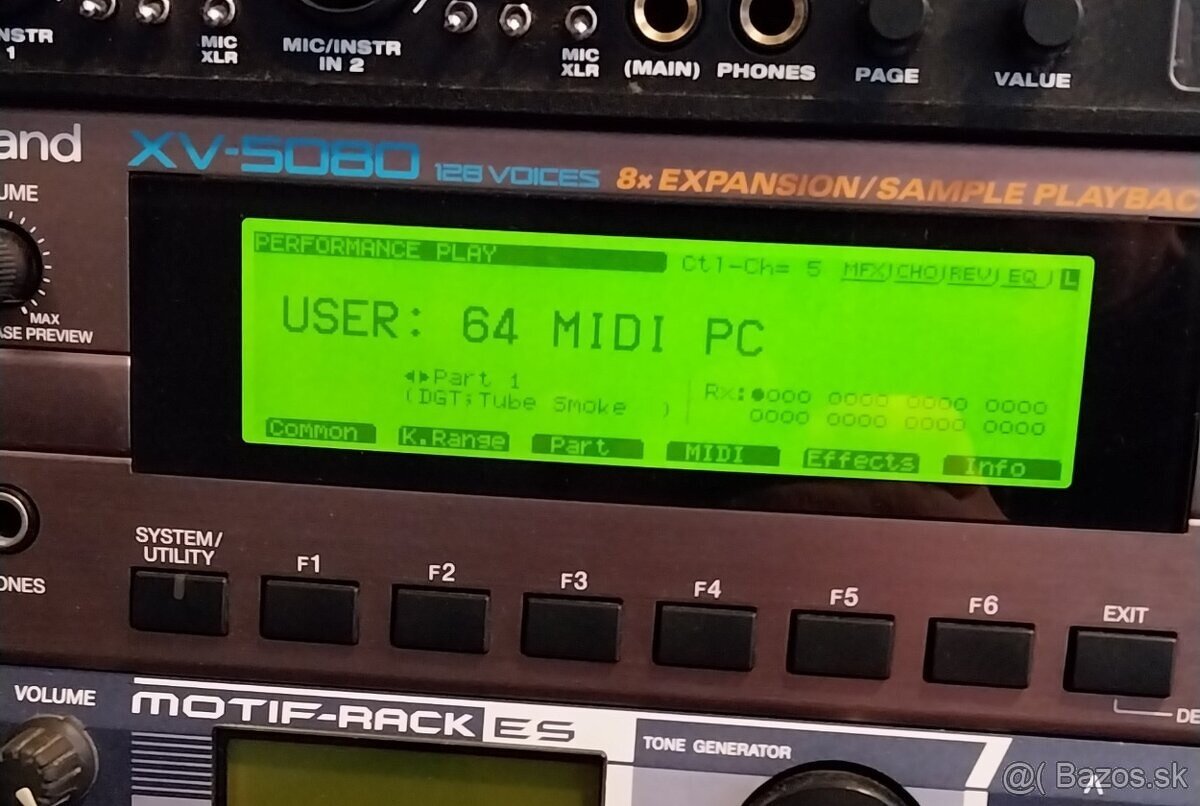 NSTR
1
MIC
XLR
MIC/INSTR
IN 2
MIC
XLR
(MAIN)
PHONES
PAGE
VALUE
and
XV-5080
128 VOICES
8x EXPANSION/SAMPLE PLAYBAC
UME
MAX
ASE PREVIEW
PERFORMANCE PLAY
Ctl-Ch= 5
MFX CHO REV EQ L
USER: 64 MIDI PC
Part 1
(DGT;Tube Smoke )
Rx:
Common
K.Range
Part
MIDI
Effects
Info
SYSTEM/
UTILITY
F1
F2
F3
F4
F5
F6
EXIT
DE
ONES
VOLUME
MOTIF-RACK ES
TONE GENERATOR
@( Bazos.sk